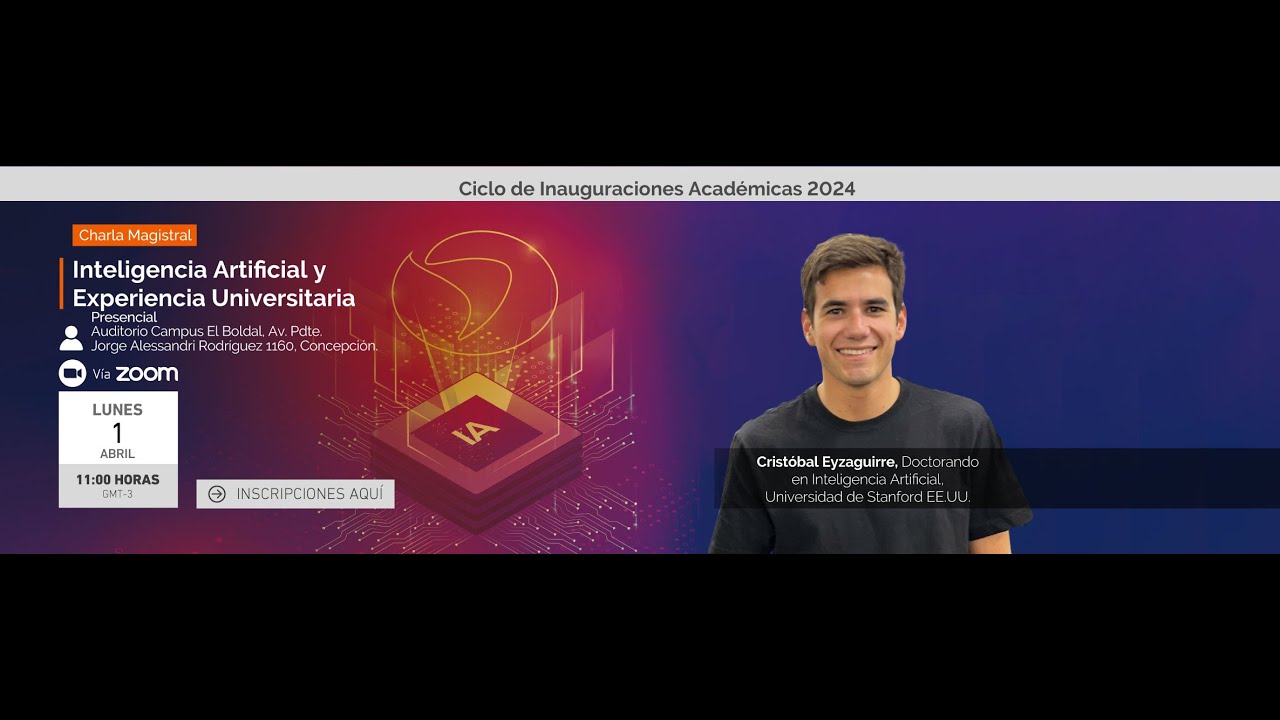 Ciclo de Inauguraciones Académicas 2024
Charla Magistral
Inteligencia Artificial y
Experiencia Universitaria
Presencial
Auditorio Campus El Boldal, Av. Pdte.
Jorge Alessandri Rodríguez 1160, Concepción.
Vía zoom
LUNES
1
ABRIL
11:00 HORAS
GMT-3
INSCRIPCIONES AQUÍ
IA
Cristóbal Eyzaguirre, Doctorando
en Inteligencia Artificial,
Universidad de Stanford EE.UU.